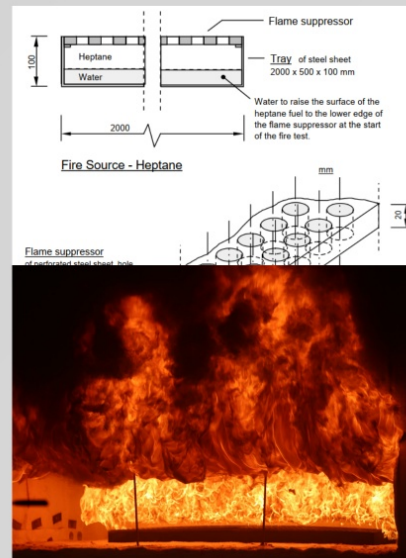 Flame suppressor
100
Heptane
Water
Tray of steel sheet
2000 x 500 x 100 mm
Water to raise the surface of the
heptane fuel to the lower edge of
the flame suppressor at the start
of the fire test.
2000
Fire Source - Heptane
mm
20
Flame suppressor
of perforated steel sheet, hole